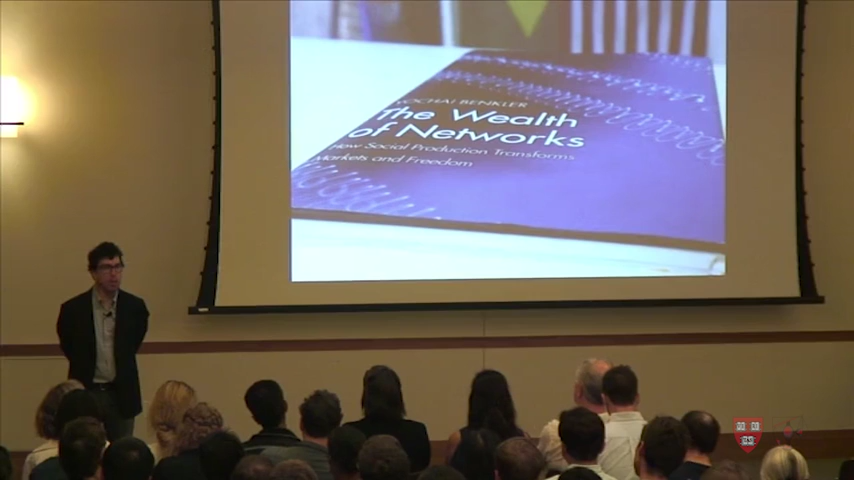 YOCHAI BENKLER
The Wealth
of Networks
How Social Production Transforms
Markets and Freedom